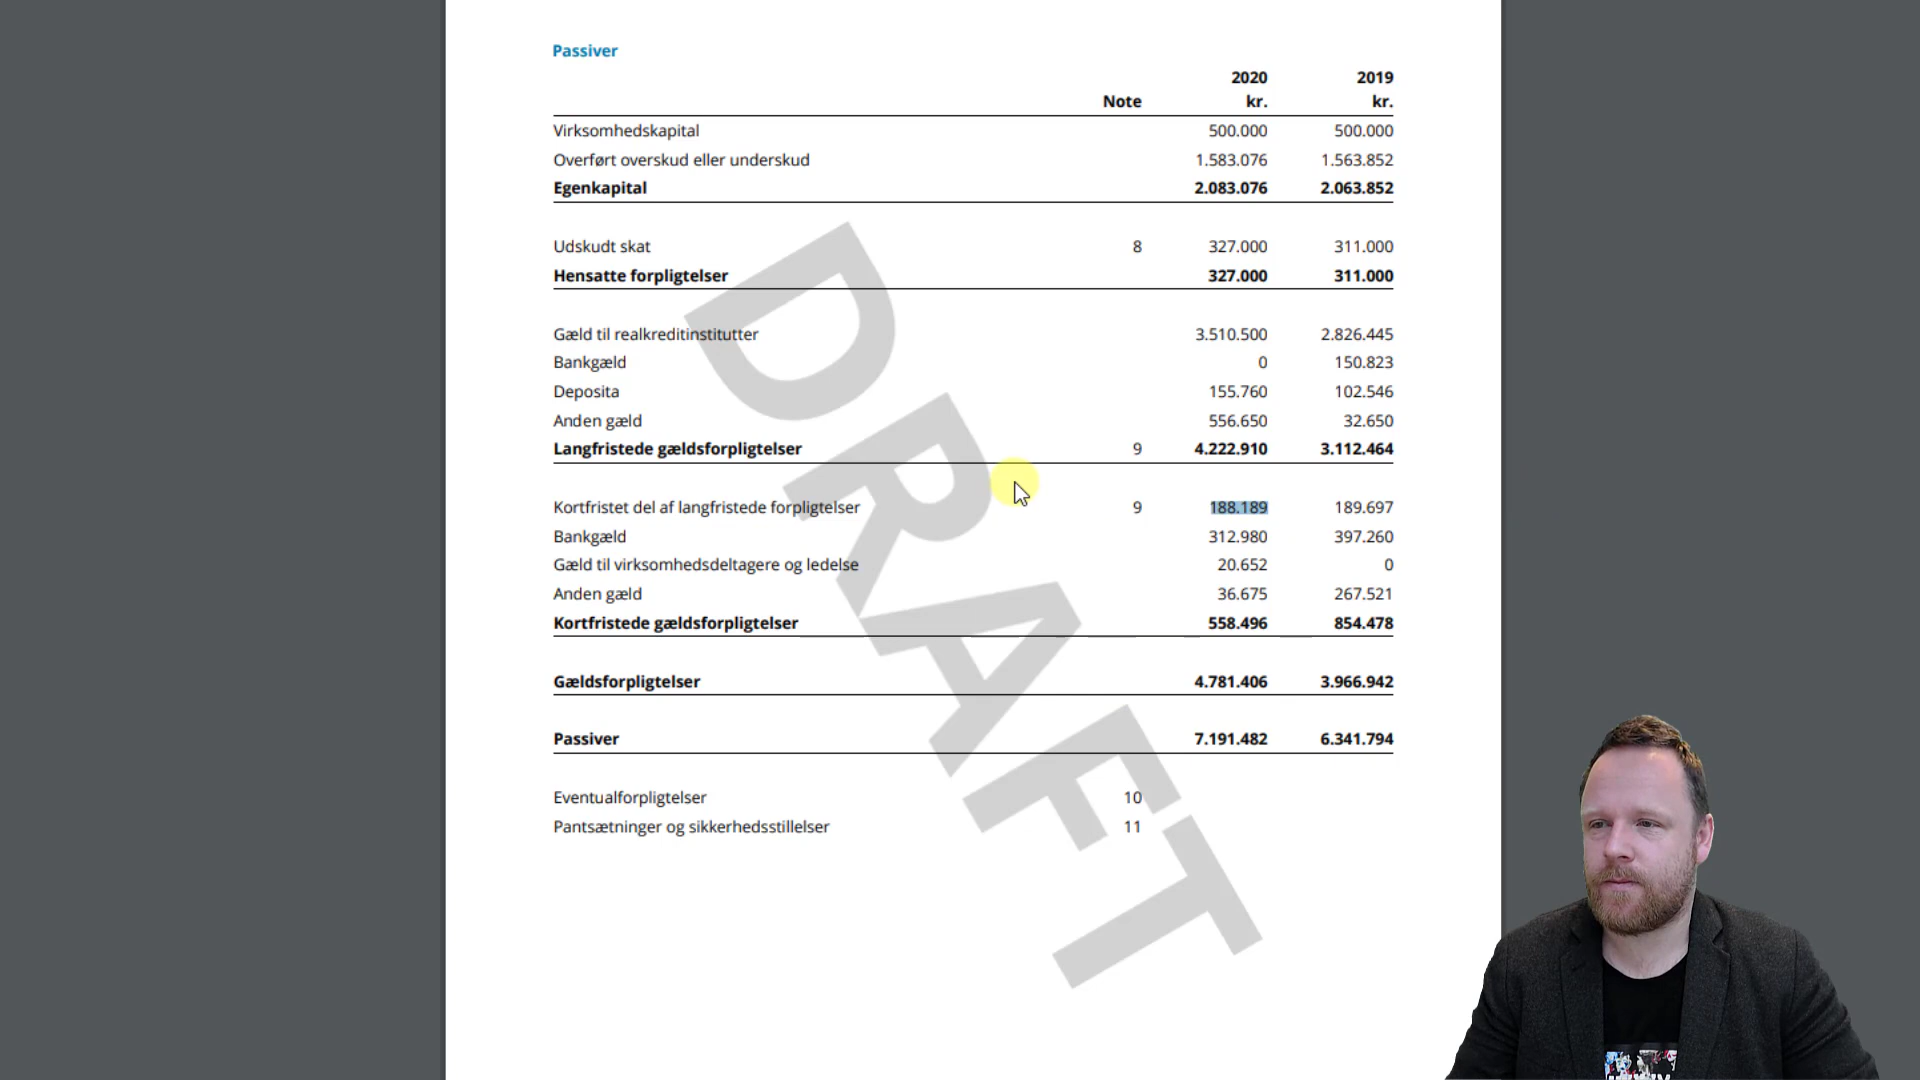 Passiver
2020 2019
Note kr. kr.
Virksomhedskapital 500.000 500.000
Overført overskud eller underskud 1.583.076 1.563.852
Egenkapital 2.083.076 2.063.852
Udskudt skat 8 327.000 311.000
Hensatte forpligtelser 327.000 311.000
Gæld til realkreditinstitutter 3.510.500 2.826.445
Bankgæld 0 150.823
Deposita 155.760 102.546
Anden gæld 556.650 32.650
Langfristede gældsforpligtelser 9 4.222.910 3.112.464
Kortfristet del af langfristede forpligtelser 9 188.189 189.697
Bankgæld 312.980 397.260
Gæld til virksomhedsdeltagere og ledelse 20.652 0
Anden gæld 36.675 267.521
Kortfristede gældsforpligtelser 558.496 854.478
Gældsforpligtelser 4.781.406 3.966.942
Passiver 7.191.482 6.341.794
Eventualforpligtelser 10
Pantsætninger og sikkerhedsstillelser 11
DRAFT